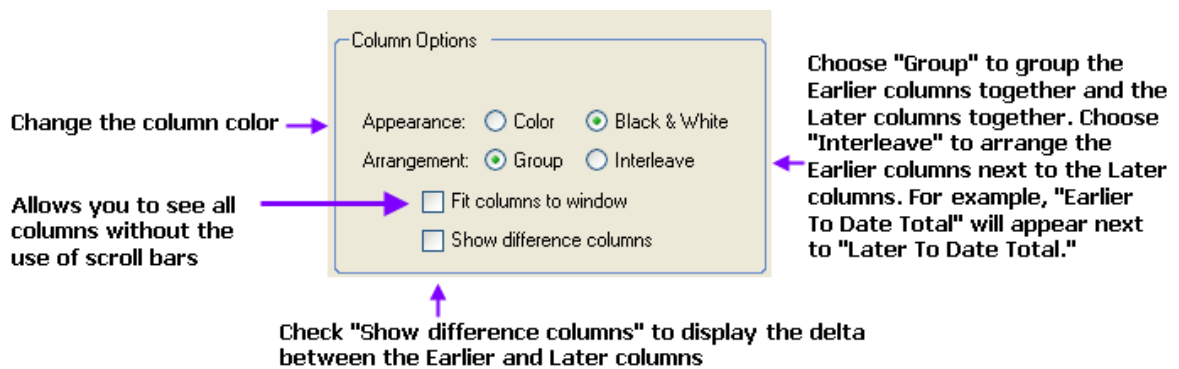 Column Options
Change the column color
Appearance: Color Black & White
Arrangement: Group Interleave
Fit columns to window
Show difference columns
Allows you to see all
columns without the
use of scroll bars
Choose "Group" to group the
Earlier columns together and the
Later columns together. Choose
"Interleave" to arrange the
Earlier columns next to the Later
columns. For example, "Earlier
To Date Total" will appear next
to "Later To Date Total."
Check "Show difference columns" to display the delta
between the Earlier and Later columns